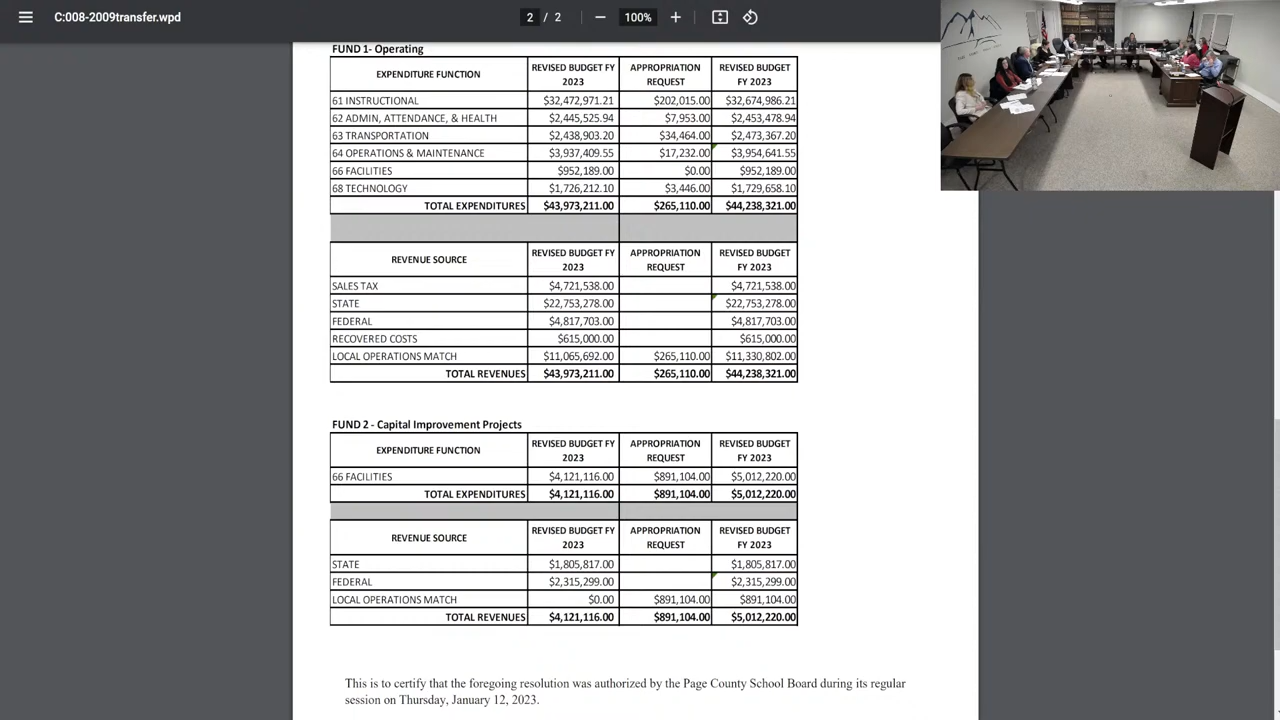 C:008-2009transfer.wpd
2 / 2
100%
FUND 1- Operating
EXPENDITURE FUNCTION REVISED BUDGET FY 2023 APPROPRIATION REQUEST REVISED BUDGET FY 2023
61 INSTRUCTIONAL $32,472,971.21 $202,015.00 $32,674,986.21
62 ADMIN, ATTENDANCE, & HEALTH $2,445,525.94 $7,953.00 $2,453,478.94
63 TRANSPORTATION $2,438,903.20 $34,464.00 $2,473,367.20
64 OPERATIONS & MAINTENANCE $3,937,409.55 $17,232.00 $3,954,641.55
66 FACILITIES $952,189.00 $0.00 $952,189.00
68 TECHNOLOGY $1,726,212.10 $3,446.00 $1,729,658.10
TOTAL EXPENDITURES $43,973,211.00 $265,110.00 $44,238,321.00
REVENUE SOURCE REVISED BUDGET FY 2023 APPROPRIATION REQUEST REVISED BUDGET FY 2023
SALES TAX $4,721,538.00 $4,721,538.00
STATE $22,753,278.00 $22,753,278.00
FEDERAL $4,817,703.00 $4,817,703.00
RECOVERED COSTS $615,000.00 $615,000.00
LOCAL OPERATIONS MATCH $11,065,692.00 $265,110.00 $11,330,802.00
TOTAL REVENUES $43,973,211.00 $265,110.00 $44,238,321.00
FUND 2 - Capital Improvement Projects
EXPENDITURE FUNCTION REVISED BUDGET FY 2023 APPROPRIATION REQUEST REVISED BUDGET FY 2023
66 FACILITIES $4,121,116.00 $891,104.00 $5,012,220.00
TOTAL EXPENDITURES $4,121,116.00 $891,104.00 $5,012,220.00
REVENUE SOURCE REVISED BUDGET FY 2023 APPROPRIATION REQUEST REVISED BUDGET FY 2023
STATE $1,805,817.00 $1,805,817.00
FEDERAL $2,315,299.00 $2,315,299.00
LOCAL OPERATIONS MATCH $0.00 $891,104.00 $891,104.00
TOTAL REVENUES $4,121,116.00 $891,104.00 $5,012,220.00
This is to certify that the foregoing resolution was authorized by the Page County School Board during its regular
session on Thursday, January 12, 2023.